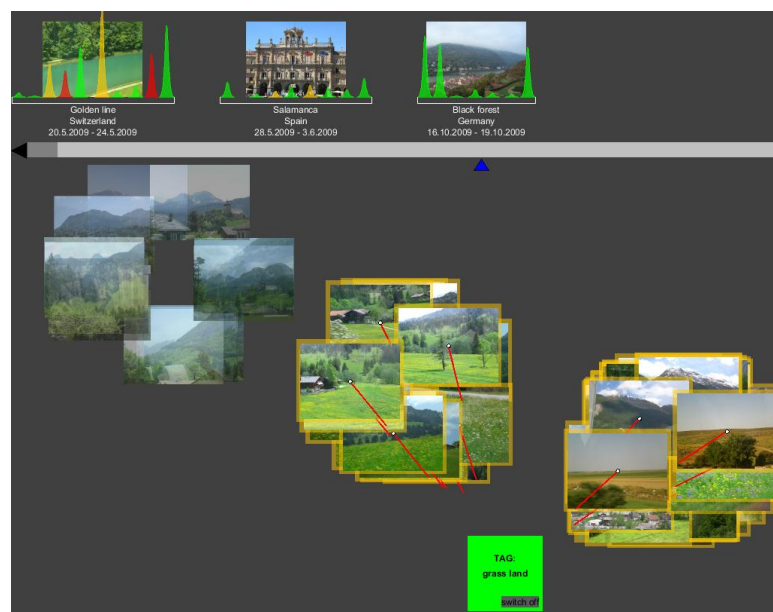 Golden line
Switzerland
20.5.2009 - 24.5.2009
Salamanca
Spain
28.5.2009 - 3.6.2009
Black forest
Germany
16.10.2009 - 19.10.2009
TAG:
grass land
switch off